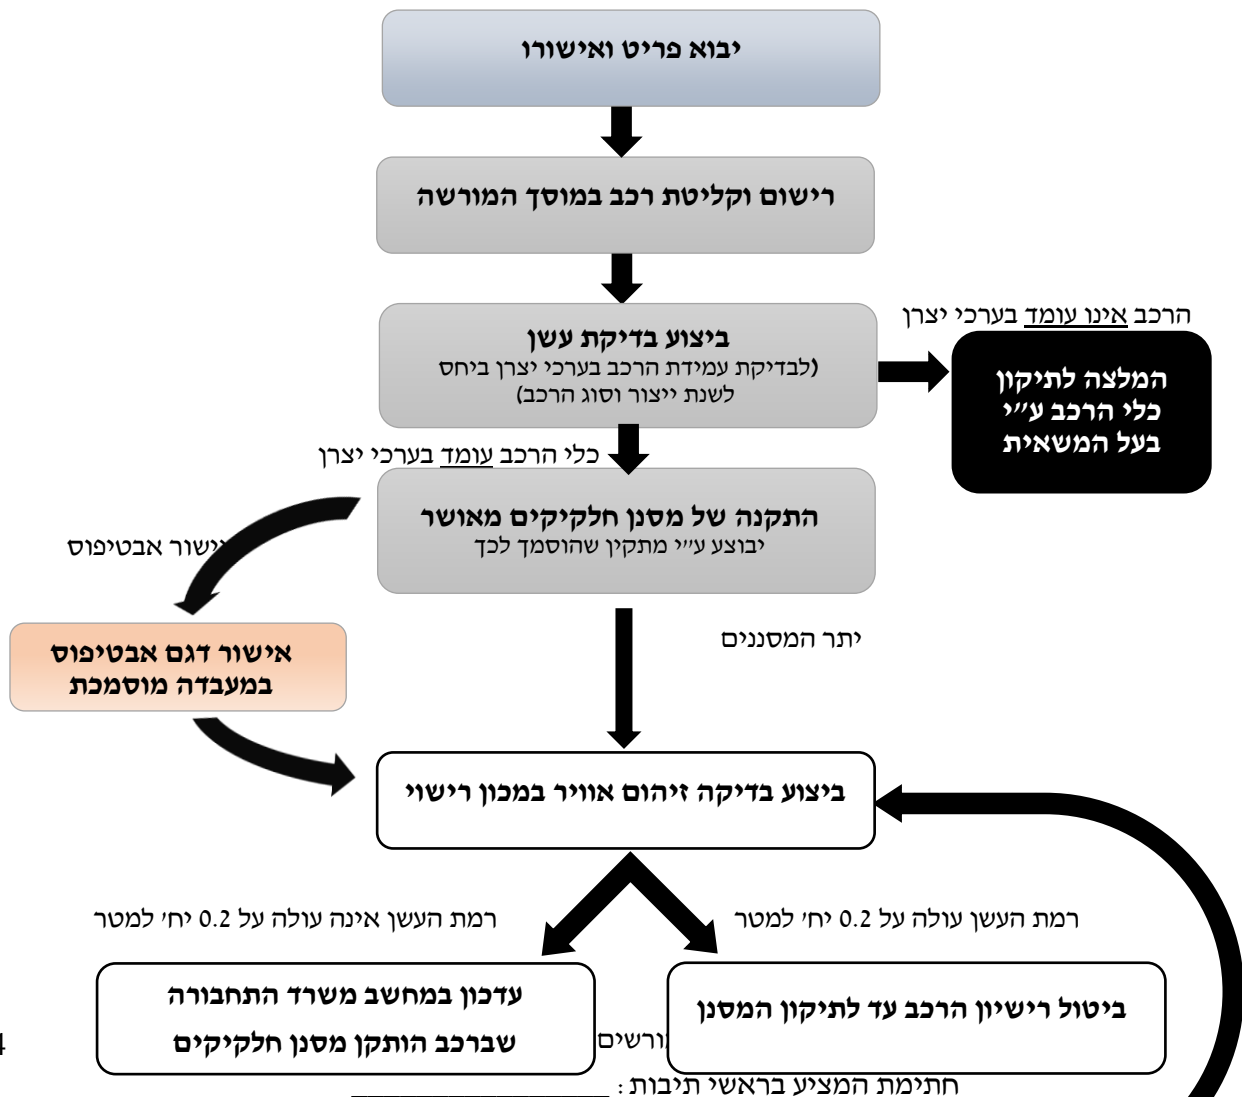 יבוא פריט ואישורו
רישום וקליטת רכב במוסך המורשה
ביצוע בדיקת עשן
(לבדיקת עמידת הרכב בערכי יצרן ביחס
לשנת ייצור וסוג הרכב)
הרכב אינו עומד בערכי יצרן
המלצה לתיקון
כלי הרכב ע״י
בעל המשאית
כלי הרכב עומד בערכי יצרן
התקנה של מסנן חלקיקים מאושר
יבוצע ע״י מתקין שהוסמך לכך
אבטיפוס
אישור דגם אבטיפוס
במעבדה מוסמכת
יתר המסננים
ביצוע בדיקה זיהום אוויר במכון רישוי
רמת העשן עולה על 0.2 יח׳ למטר
רמת העשן אינה עולה על 0.2 יח׳ למטר
ביטול רישיון הרכב עד לתיקון המסנן
עדכון במחשב משרד התחבורה
שברכב הותקן מסנן חלקיקים
חתימת המציע בראשי תיבות : _______________